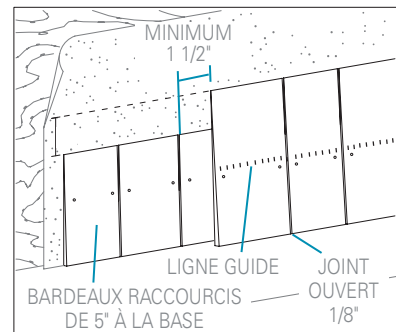 MINIMUM
1 1/2"
LIGNE GUIDE
JOINT
OUVERT
1/8"
BARDEAUX RACCOURCIS
DE 5" À LA BASE